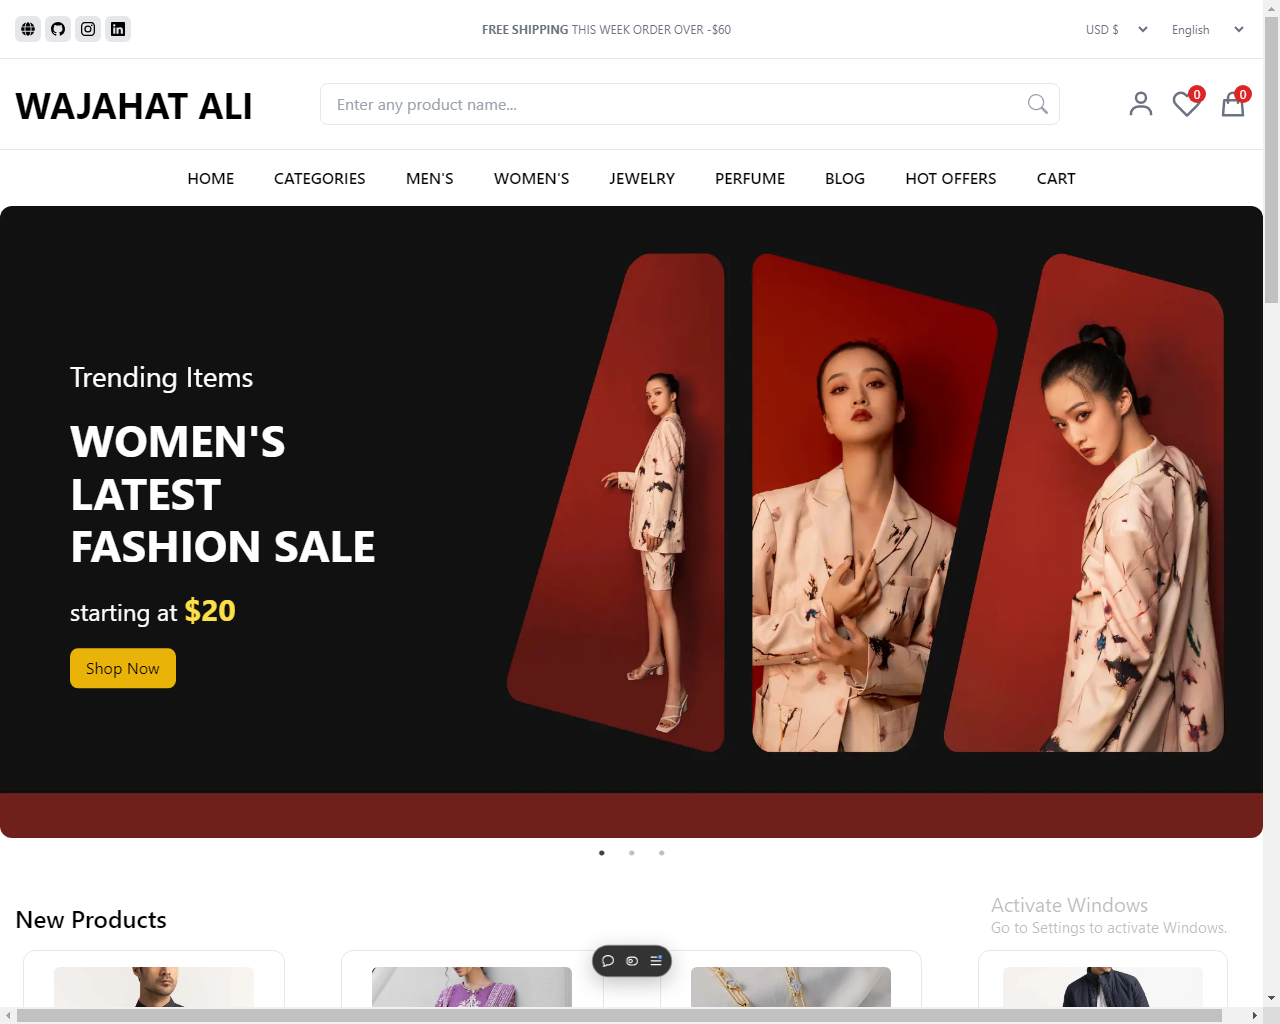 FREE SHIPPING THIS WEEK ORDER OVER -$60
USD $
English
WAJAHAT ALI
Enter any product name...
0
0
HOME
CATEGORIES
MEN'S
WOMEN'S
JEWELRY
PERFUME
BLOG
HOT OFFERS
CART
Trending Items
WOMEN'S
LATEST
FASHION SALE
starting at $20
Shop Now
New Products
Activate Windows
Go to Settings to activate Windows.